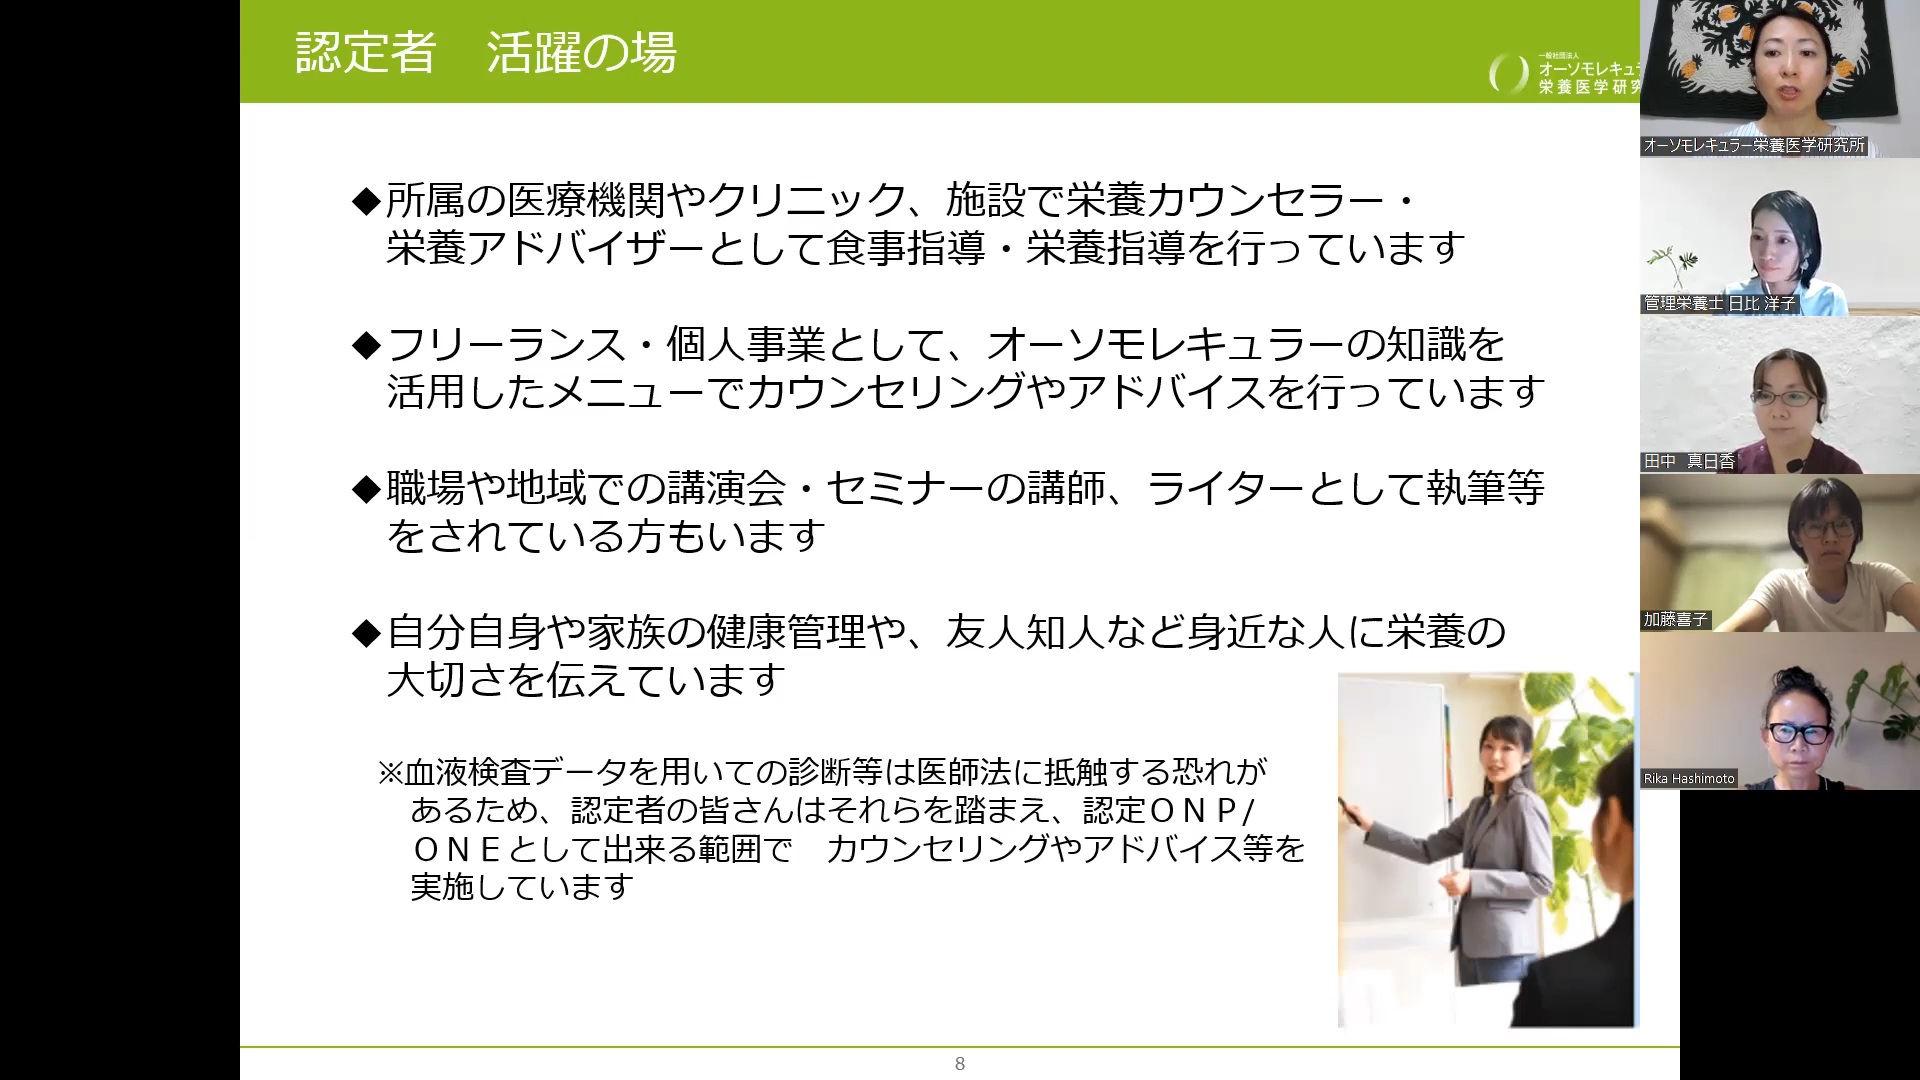 認定者　活躍の場
一般社団法人
オーソモレキュラ
栄養医学研究
◆所属の医療機関やクリニック、施設で栄養カウンセラー・
栄養アドバイザーとして食事指導・栄養指導を行っています
◆フリーランス・個人事業として、オーソモレキュラーの知識を
活用したメニューでカウンセリングやアドバイスを行っています
◆職場や地域での講演会・セミナーの講師、ライターとして執筆等
をされている方もいます
◆自分自身や家族の健康管理や、友人知人など身近な人に栄養の
大切さを伝えています
※血液検査データを用いての診断等は医師法に抵触する恐れが
あるため、認定者の皆さんはそれらを踏まえ、認定ＯＮＰ/
ＯＮＥとして出来る範囲で　カウンセリングやアドバイス等を
実施しています
8
オーソモレキュラー栄養医学研究所
管理栄養士 日比 洋子
田中　真日香
加藤喜子
Rika Hashimoto